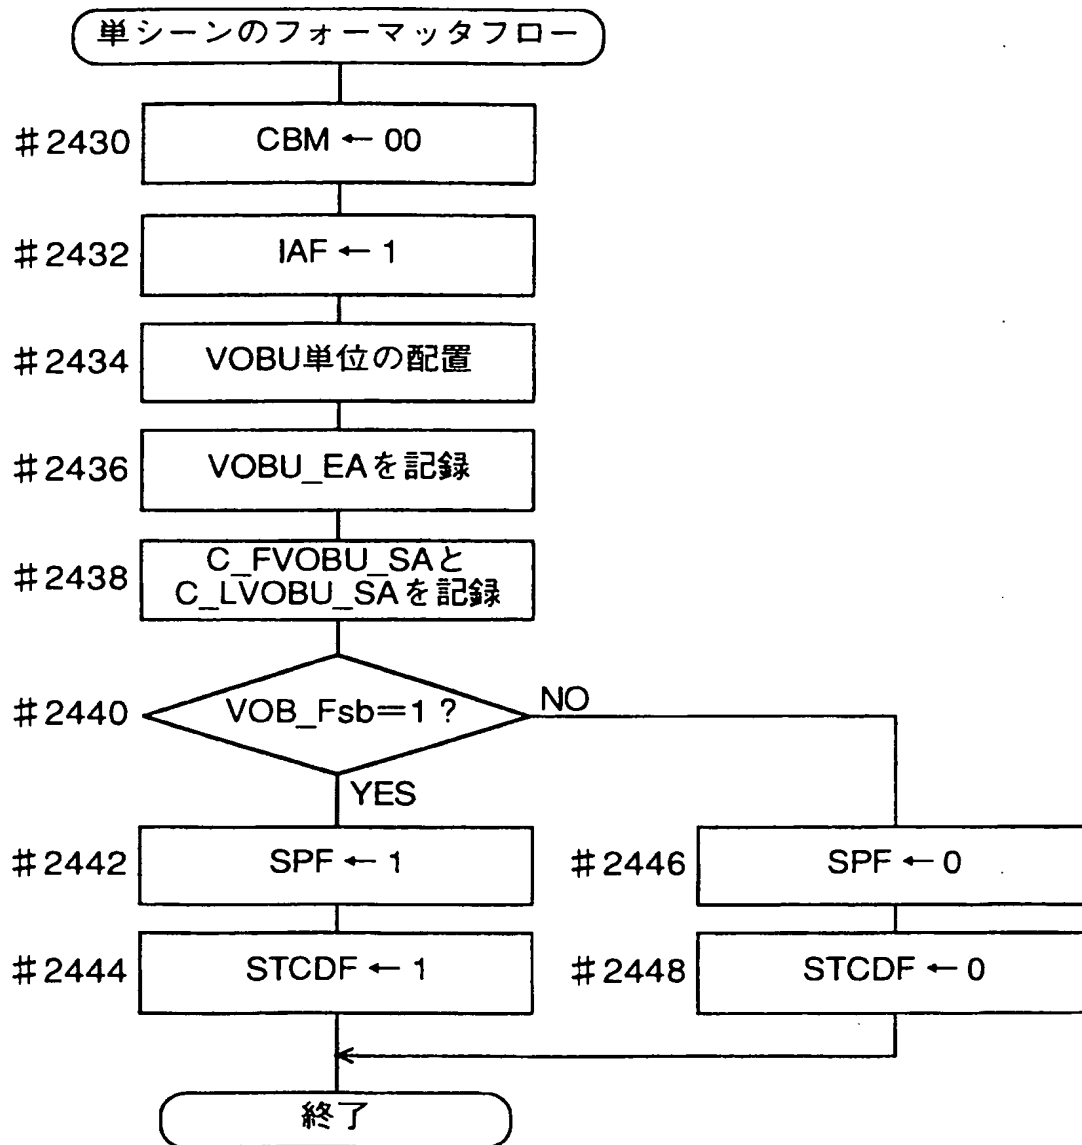 単シーンのフォーマッタフロー
#2430
CBM ← 00
#2432
IAF ← 1
#2434
VOBU単位の配置
#2436
VOBU_EAを記録
#2438
C_FVOBU_SAと
C_LVOBU_SAを記録
#2440
VOB_Fsb=1 ?
NO
YES
#2442
SPF ← 1
#2446
SPF ← 0
#2444
STCDF ← 1
#2448
STCDF ← 0
終了